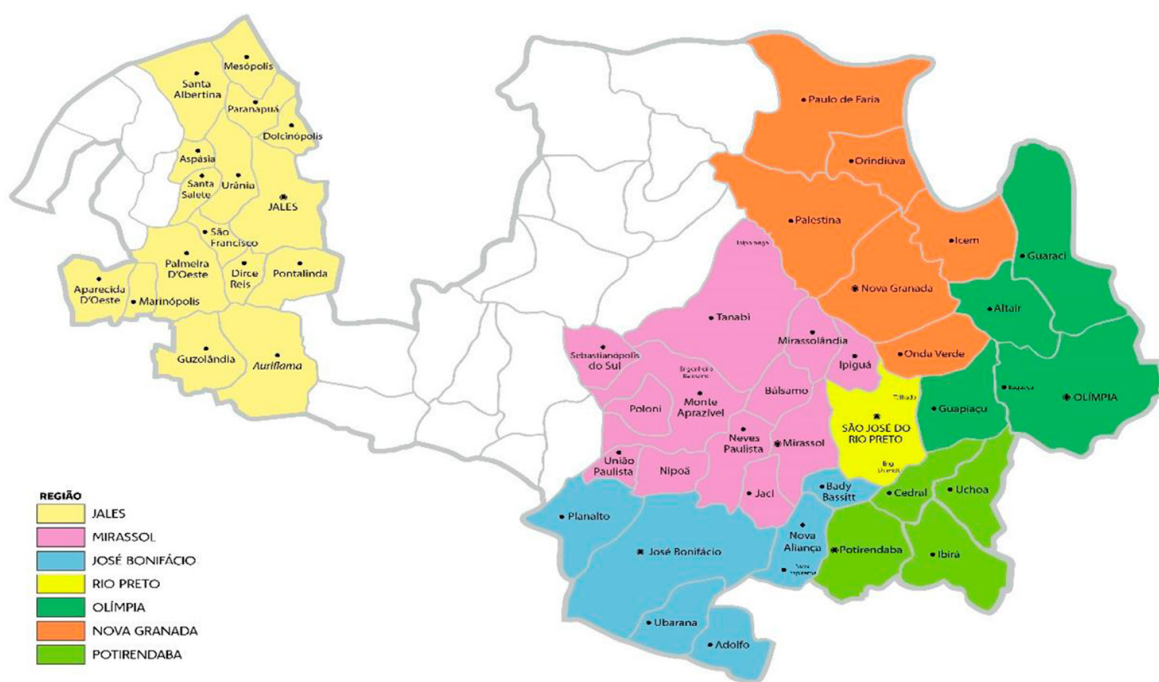 Mesópolis
Santa
Albertina
Paranapuá
Dolcinópolis
Aspásia
Santa
Salete
Urânia
JALES
São
Francisco
Palmeira
D'Oeste
Dirce
Reis
Pontalinda
Aparecida
D'Oeste
Marinópolis
Guzolândia
Auriflama
Paulo de Faria
Orindiúva
Palestina
Icem
Guaraci
Nova Granada
Altair
Tanabi
Mirassolândia
Ipiguá
Onda Verde
Sebastianópolis
do Sul
Bálsamo
Monte
Aprazível
Poloni
Talhado
Guapiaçu
OLÍMPIA
SÃO JOSÉ DO
RIO PRETO
Neves
Paulista
Mirassol
União
Paulista
Nipoã
Jaci
Bady
Bassitt
Cedral
Uchoa
Planalto
José Bonifácio
Nova
Aliança
Potirendaba
Ibirá
Ubarana
Adolfo
REGIÃO
JALES
MIRASSOL
JOSÉ BONIFÁCIO
RIO PRETO
OLÍMPIA
NOVA GRANADA
POTIRENDABA